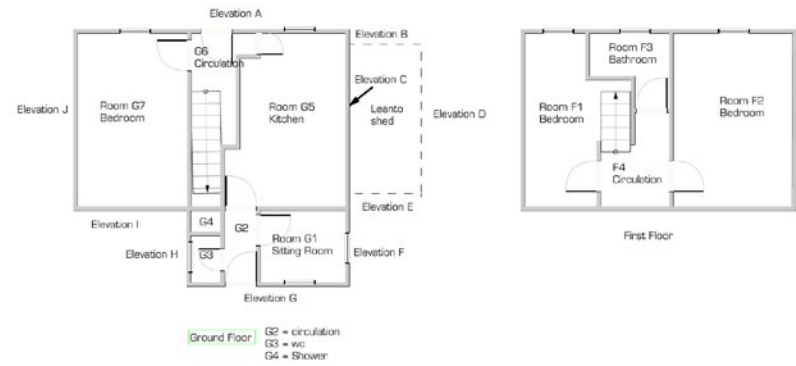 Elevation A
Elevation B
G6
Circulation
Room F3
Bathroom
Elevation C
Elevation J
Room G7
Bedroom
Room G5
Kitchen
Leanto
shed
Elevation D
Room F1
Bedroom
Room F2
Bedroom
F4
Circulation
Elevation E
Elevation I
G4
G2
Room G1
Sitting Room
First Floor
Elevation H
G3
Elevation F
Elevation G
Ground Floor
G2 = circulation
G3 = wc
G4 = Shower